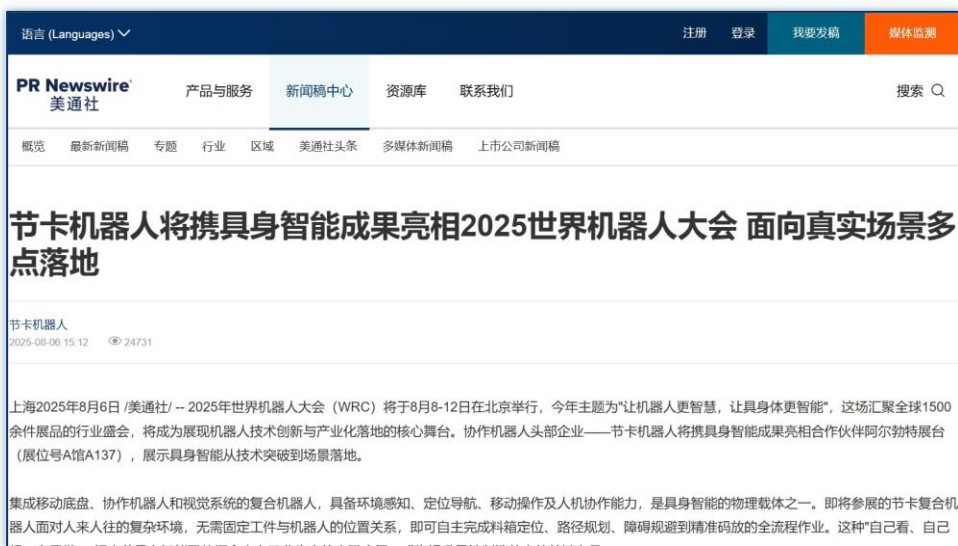 语言 (Languages)
注册 登录 我要发稿 媒体监测
PR Newswire
美通社
产品与服务 新闻稿中心 资源库 联系我们 搜索
概览 最新新闻稿 专题 行业 区域 美通社头条 多媒体新闻稿 上市公司新闻稿
节卡机器人将携具身智能成果亮相2025世界机器人大会 面向真实场景多
点落地
节卡机器人
2025-08-06 15:12 24731
上海2025年8月6日 /美通社/ -- 2025年世界机器人大会（WRC）将于8月8-12日在北京举行，今年主题为"让机器人更智慧，让具身体更智能"，这场汇聚全球1500
余件展品的行业盛会，将成为展现机器人技术创新与产业化落地的核心舞台。协作机器人头部企业——节卡机器人将携具身智能成果亮相合作伙伴阿尔勃特展台
（展位号A馆A137），展示具身智能从技术突破到场景落地。
集成移动底盘、协作机器人和视觉系统的复合机器人，具备环境感知、定位导航、移动操作及人机协作能力，是具身智能的物理载体之一。即将参展的节卡复合机
器人面对人来人往的复杂环境，无需固定工件与机器人的位置关系，即可自主完成料箱定位、路径规划、障碍规避到精准码放的全流程作业。这种"自己看、自己